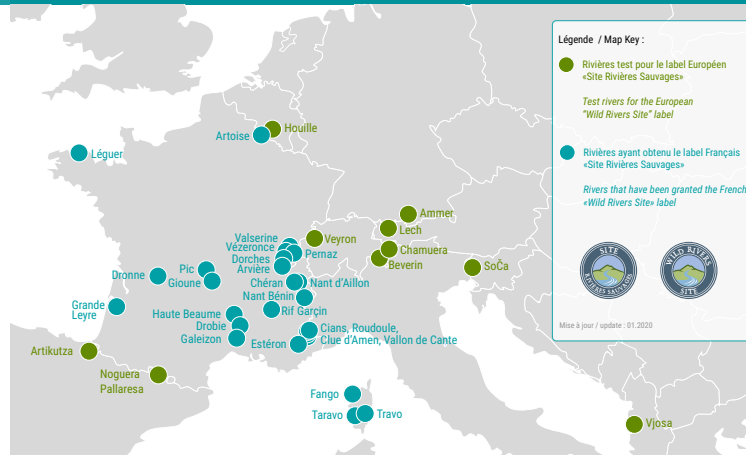 Légende / Map Key :
Rivières test pour le label Européen
«Site Rivières Sauvages»
Test rivers for the European
"Wild Rivers Site" label
Rivières ayant obtenu le label Français
«Site Rivières Sauvages»
Rivers that have been granted the French
«Wild Rivers Site» label
SITE
RIVIÈRES SAUVAGES
WILD RIVERS
SITE
Mise à jour / update : 01.2020
Houille
Artoise
Léguer
Ammer
Lech
Valserine
Veyron
Vézeronce
Pernaz
Chamuera
Dorches
Beverin
Arvière
SoČa
Pic
Dronne
Gioune
Chéran
Nant d'Aillon
Nant Bénin
Grande
Leyre
Rif Garçin
Haute Beaume
Drobie
Cians, Roudoule,
Galeizon
Clue d'Amen, Vallon de Cante
Estéron
Artikutza
Noguera
Pallaresa
Fango
Taravo
Travo
Vjosa